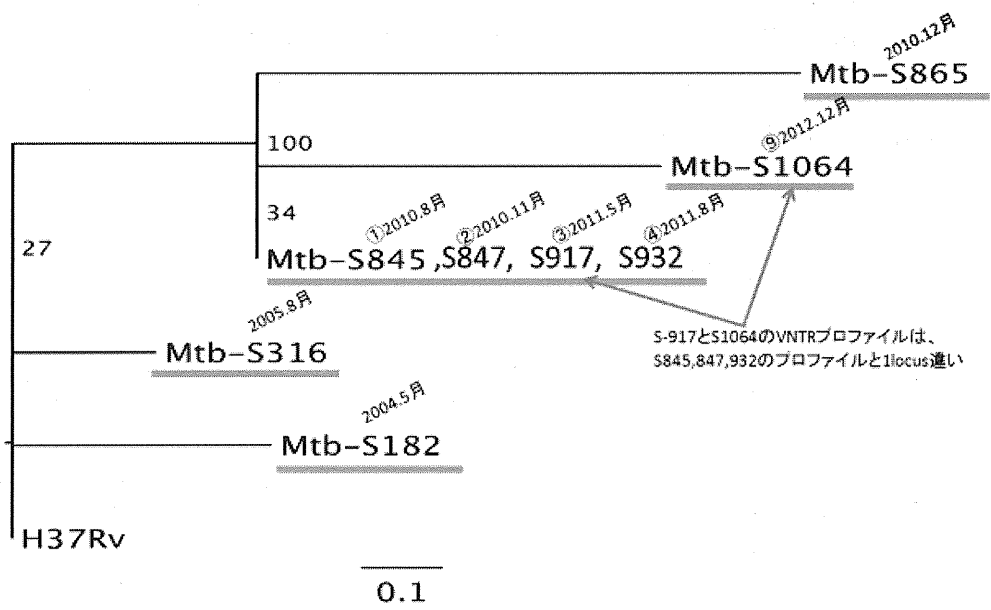 2010.12月
Mtb-S865
100
⑨2012.12月
Mtb-S1064
34
①2010.8月 ②2010.11月 ③2011.5月 ④2011.8月
27
Mtb-S845 ,S847, S917, S932
2005.8月
Mtb-S316
S-917とS1064のVNTRプロファイルは、
S845,847,932のプロファイルと1locus違い
2004.5月
Mtb-S182
H37Rv
0.1